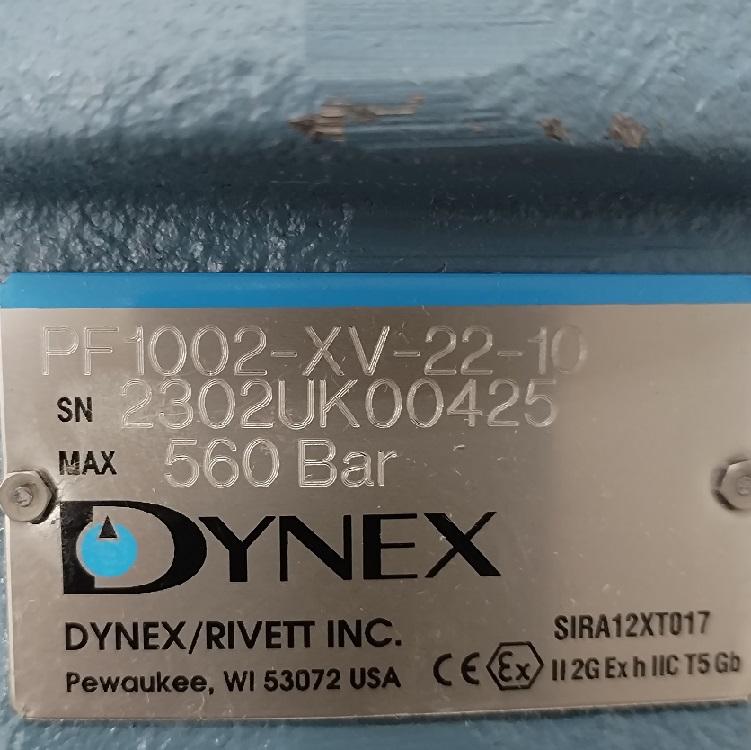 PF1002-XV-22-10
SN 2302UK00425
MAX 560 Bar
DYNEX
DYNEX/RIVETT INC.
SIRA12XT017
Pewaukee, WI 53072 USA
CE Ex II 2G Ex h IIC T5 Gb